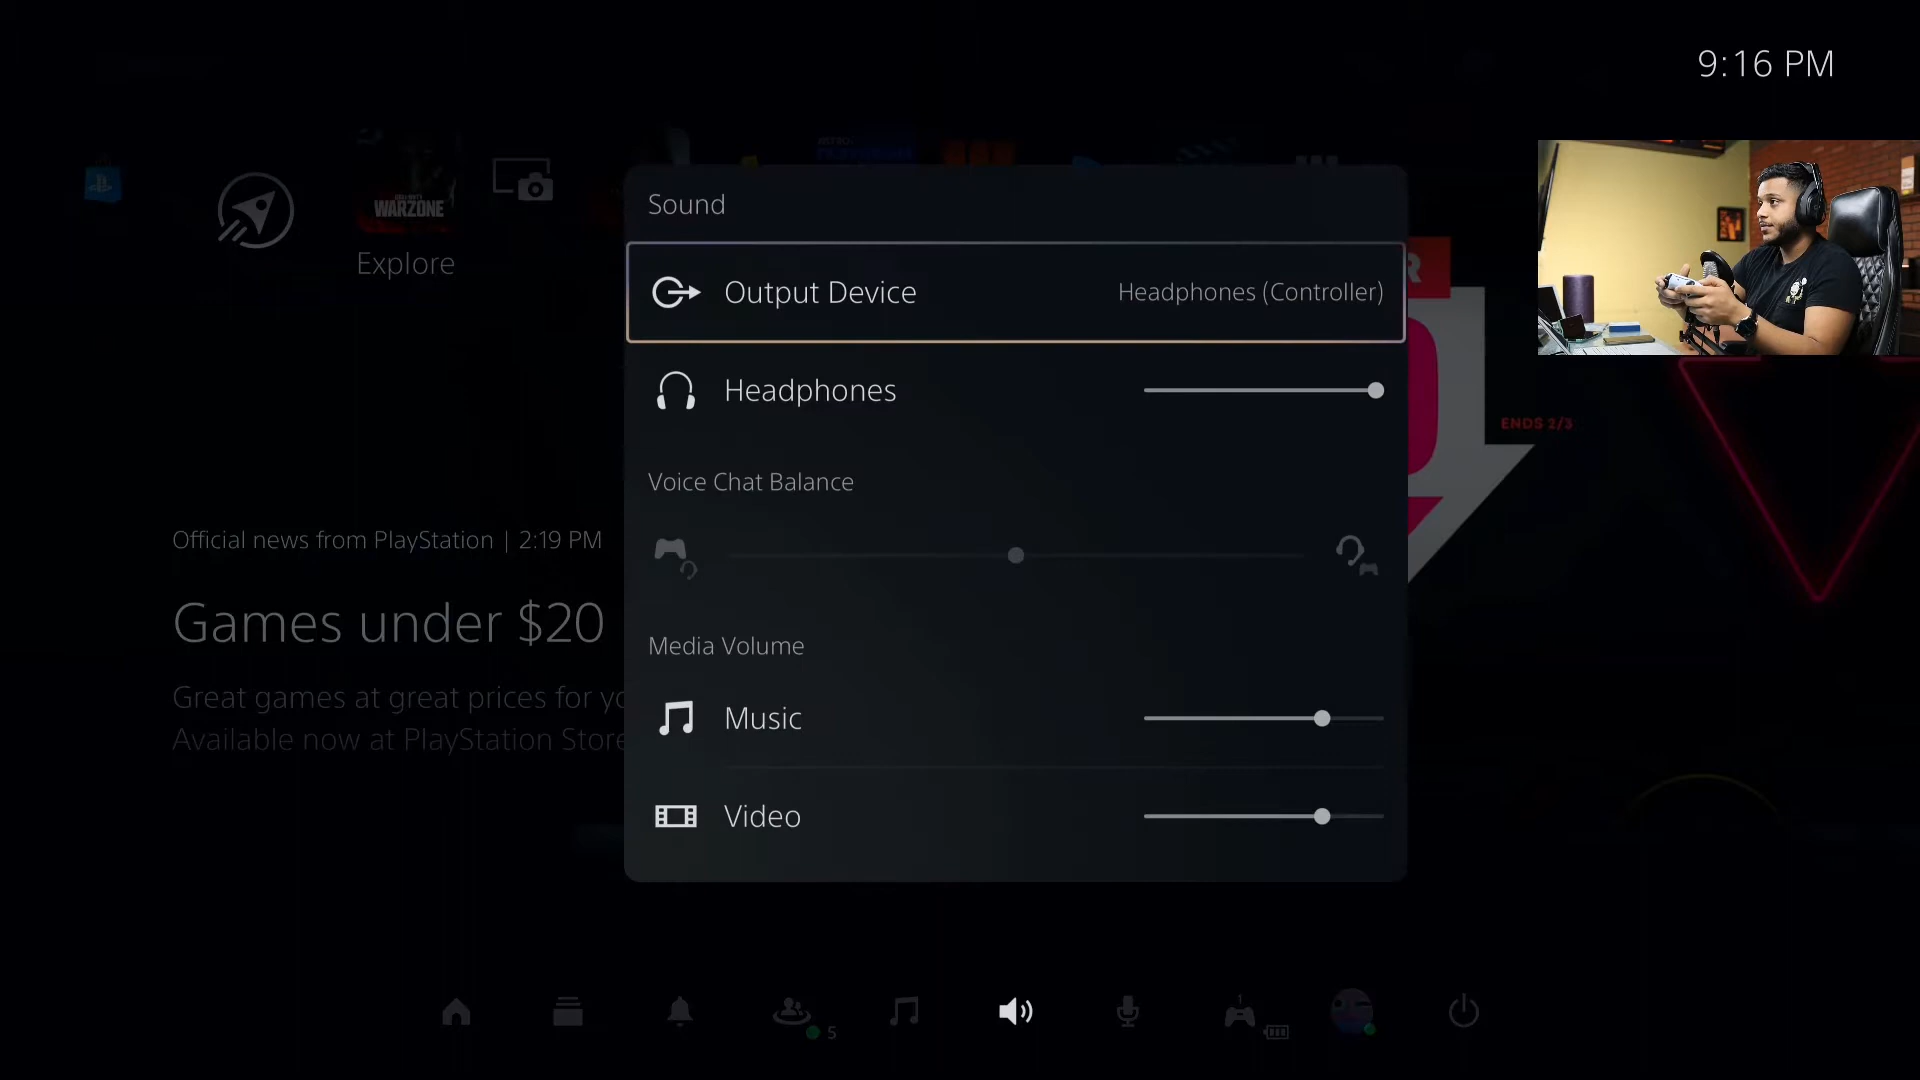 9:16 PM
WARZONE
Explore
Sound
Output Device
Headphones (Controller)
Headphones
ENDS 2/3
Voice Chat Balance
Official news from PlayStation | 2:19 PM
Games under $20
Media Volume
Great games at great prices for yo
Music
Available now at PlayStation Store
Video
5
1